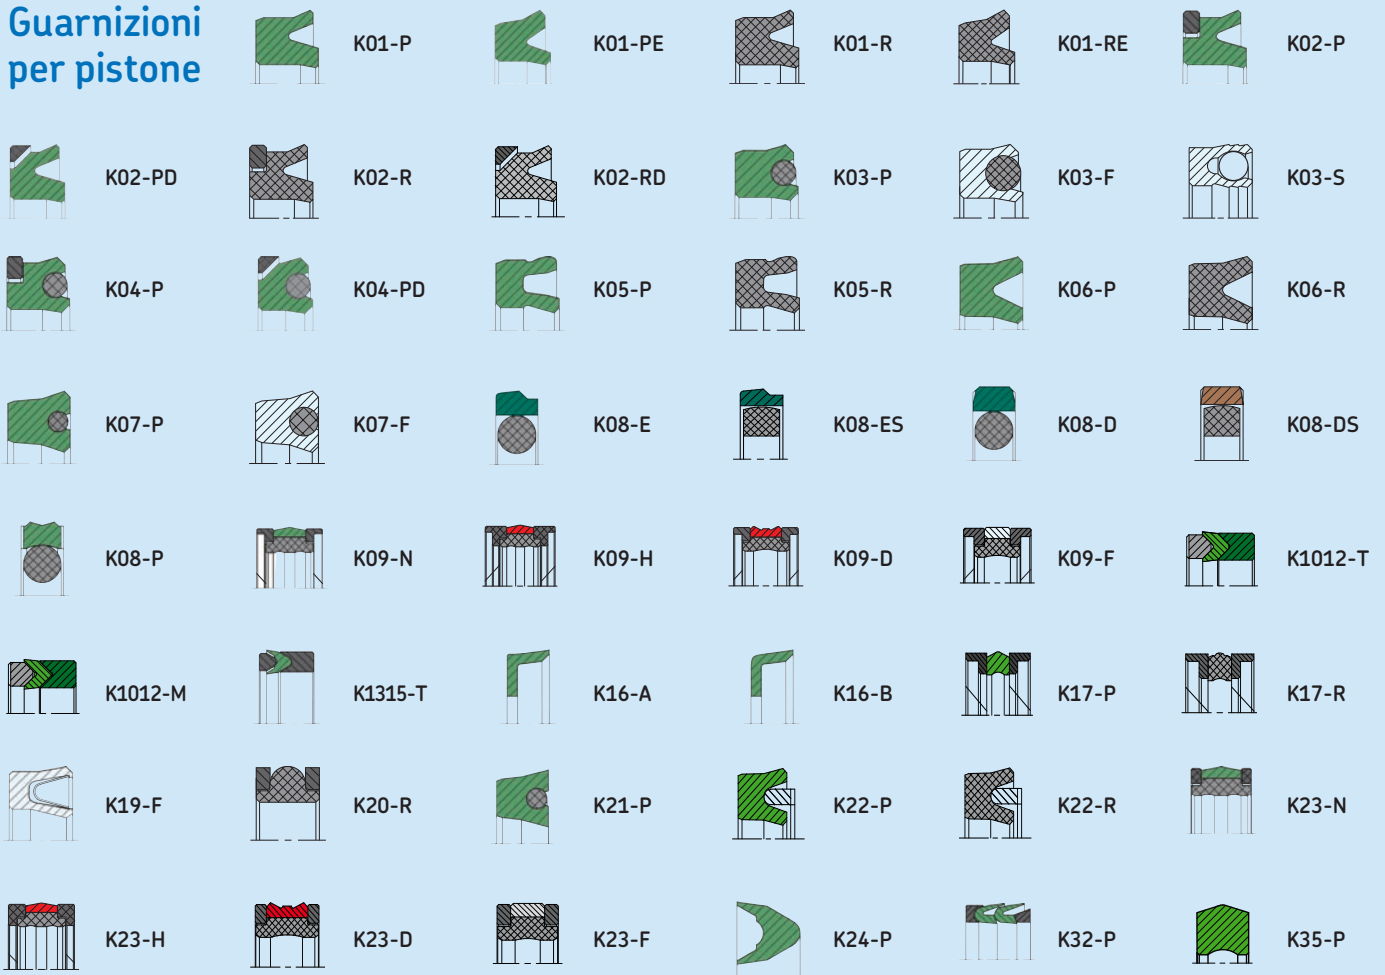 Guarnizioni
per pistone
K01-P K01-PE K01-R K01-RE K02-P
K02-PD K02-R K02-RD K03-P K03-F K03-S
K04-P K04-PD K05-P K05-R K06-P K06-R
K07-P K07-F K08-E K08-ES K08-D K08-DS
K08-P K09-N K09-H K09-D K09-F K1012-T
K1012-M K1315-T K16-A K16-B K17-P K17-R
K19-F K20-R K21-P K22-P K22-R K23-N
K23-H K23-D K23-F K24-P K32-P K35-P